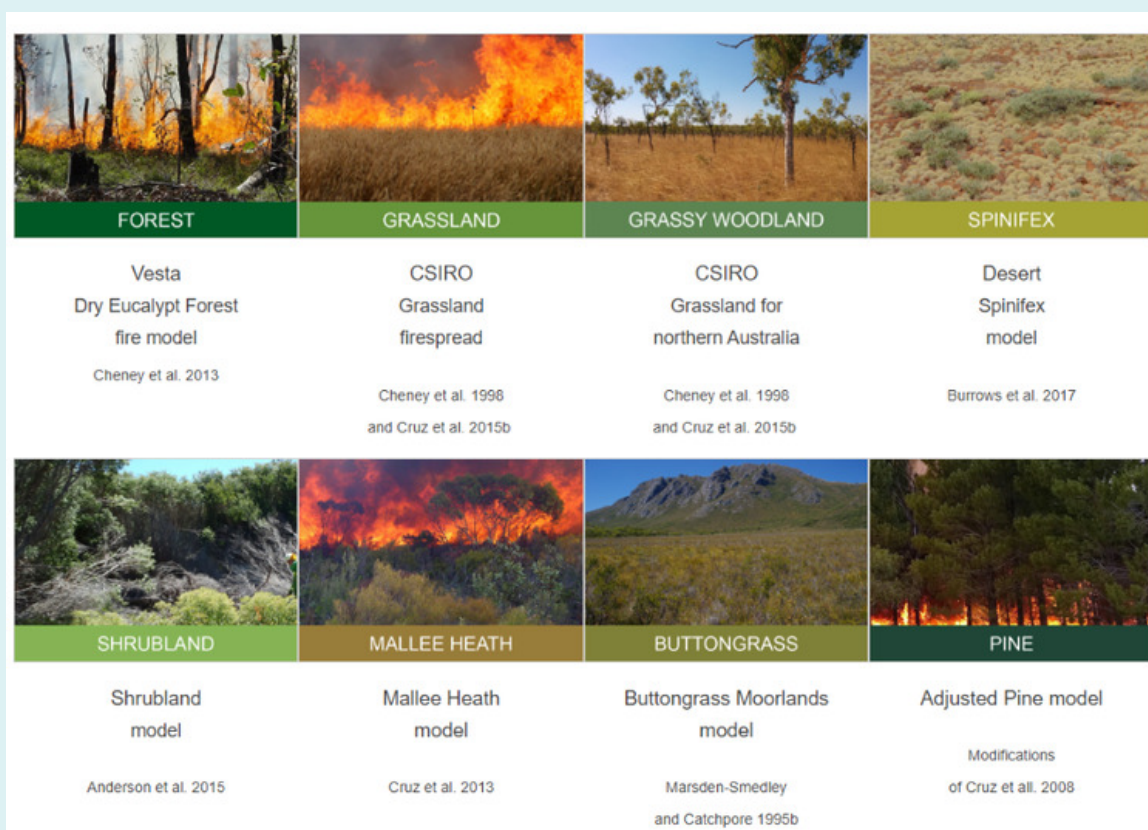 FOREST
Vesta
Dry Eucalypt Forest
fire model
Cheney et al. 2013
GRASSLAND
CSIRO
Grassland
firespread
Cheney et al. 1998
and Cruz et al. 2015b
GRASSY WOODLAND
CSIRO
Grassland for
northern Australia
Cheney et al. 1998
and Cruz et al. 2015b
SPINIFEX
Desert
Spinifex
model
Burrows et al. 2017
SHRUBLAND
Shrubland
model
Anderson et al. 2015
MALLEE HEATH
Mallee Heath
model
Cruz et al. 2013
BUTTONGRASS
Buttongrass Moorlands
model
Marsden-Smedley
and Catchpore 1995b
PINE
Adjusted Pine model
Modifications
of Cruz et all. 2008